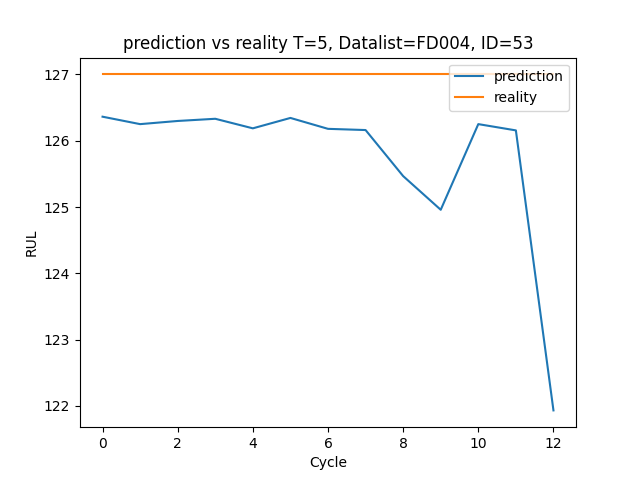 prediction vs reality T=5, Datalist=FD004, ID=53
127
126
125
124
123
122
RUL
prediction
reality
0
2
4
6
8
10
12
Cycle